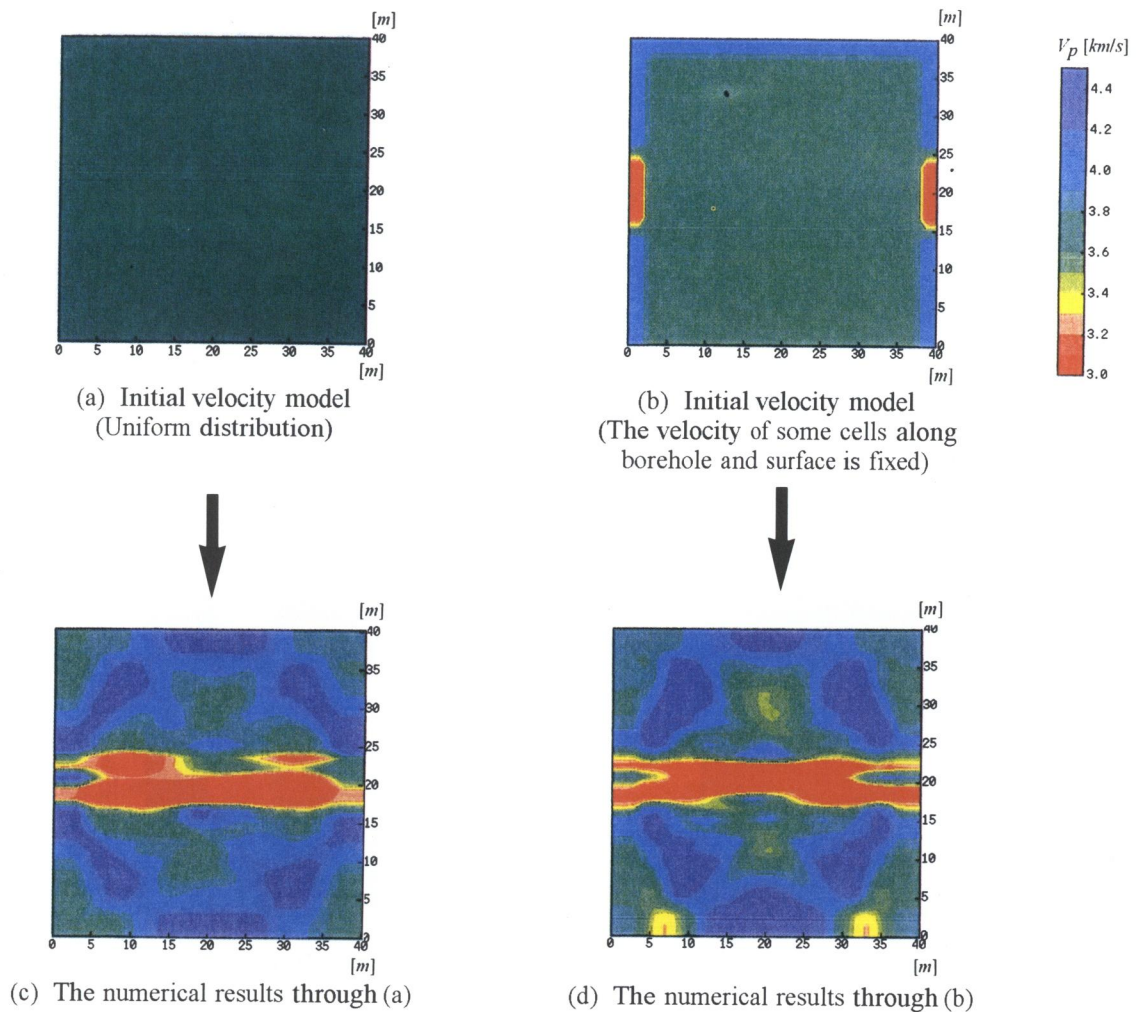 [m]
40
35
30
25
20
15
10
5
0
0 5 10 15 20 25 30 35 40
[m]
(a) Initial velocity model
(Uniform distribution)
[m]
40
35
30
25
20
15
10
5
0
0 5 10 15 20 25 30 35 40
[m]
(b) Initial velocity model
(The velocity of some cells along
borehole and surface is fixed)
Vp [km/s]
4.4
4.2
4.0
3.8
3.6
3.4
3.2
3.0
[m]
40
35
30
25
20
15
10
5
0
0 5 10 15 20 25 30 35 40
[m]
(c) The numerical results through (a)
[m]
40
35
30
25
20
15
10
5
0
0 5 10 15 20 25 30 35 40
[m]
(d) The numerical results through (b)